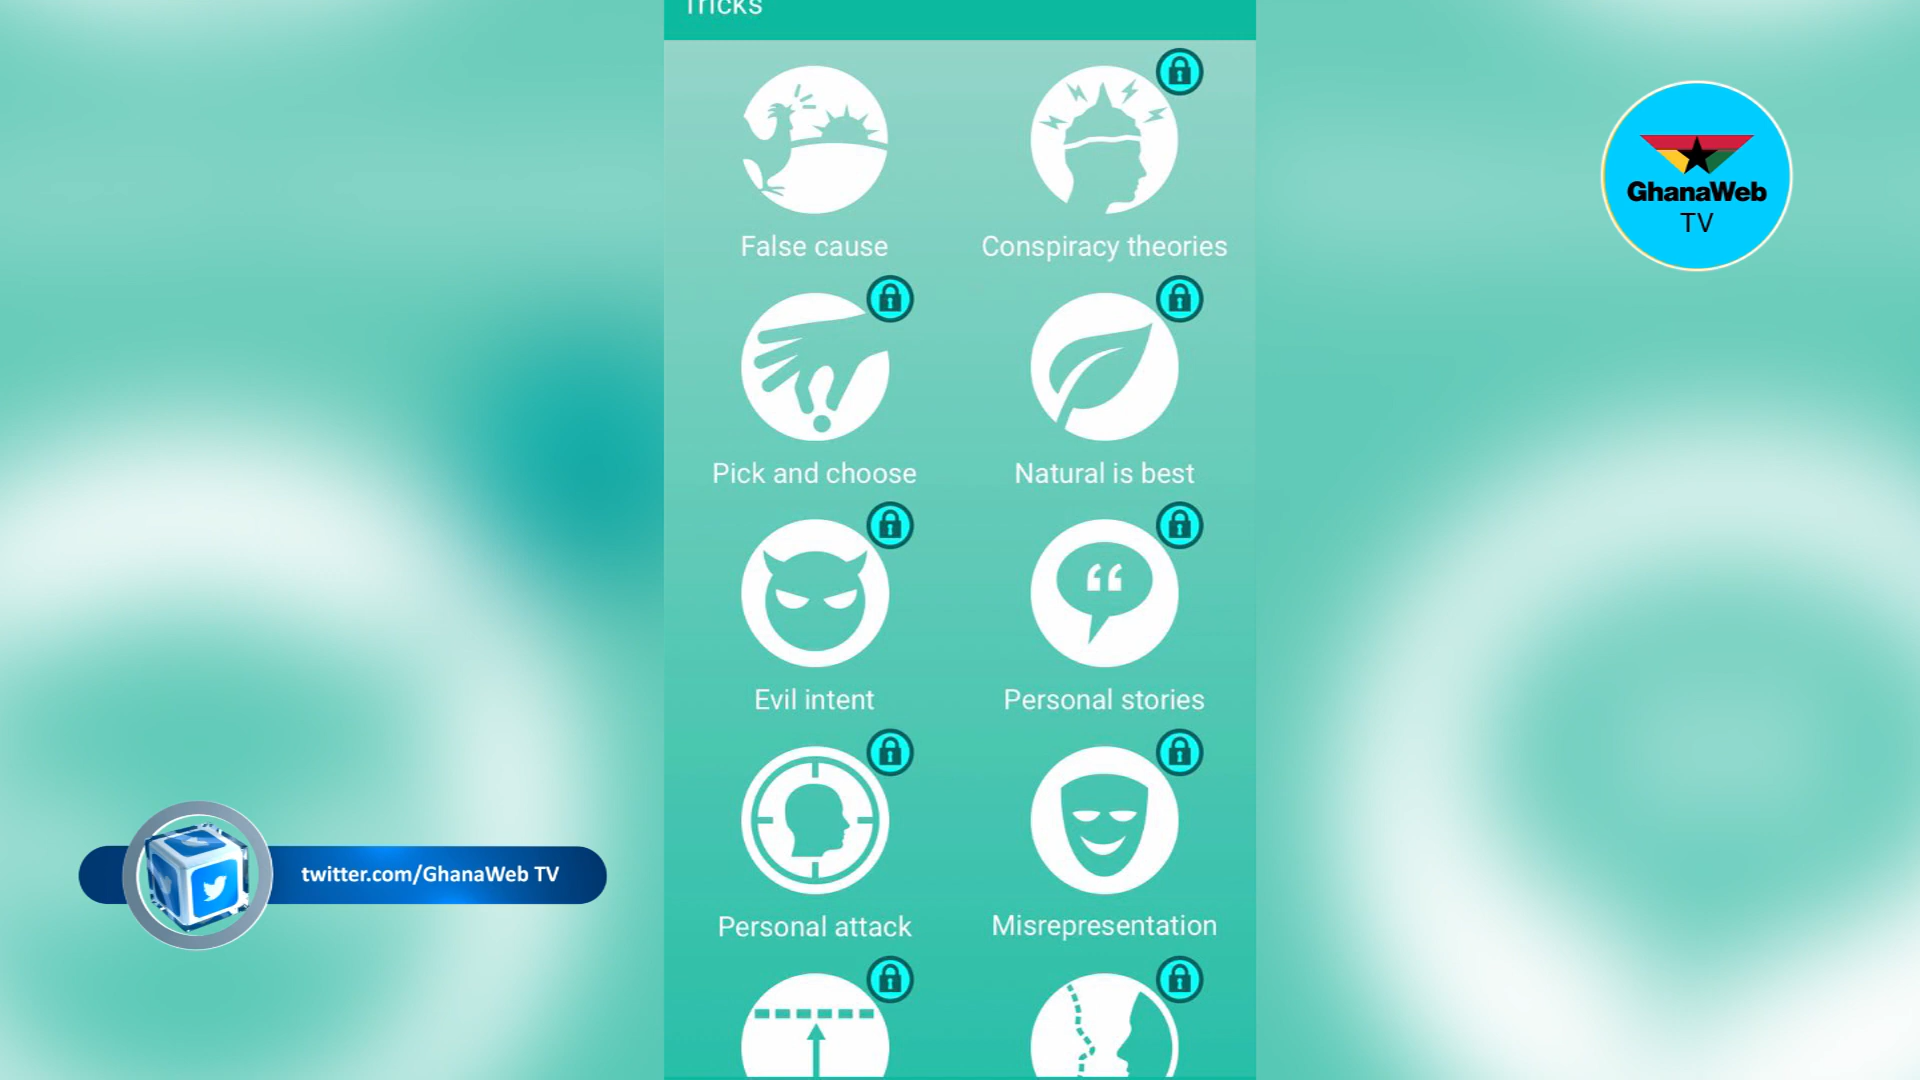 Tricks
False cause
Conspiracy theories
Pick and choose
Natural is best
Evil intent
Personal stories
Personal attack
Misrepresentation
GhanaWeb
TV
twitter.com/GhanaWeb TV